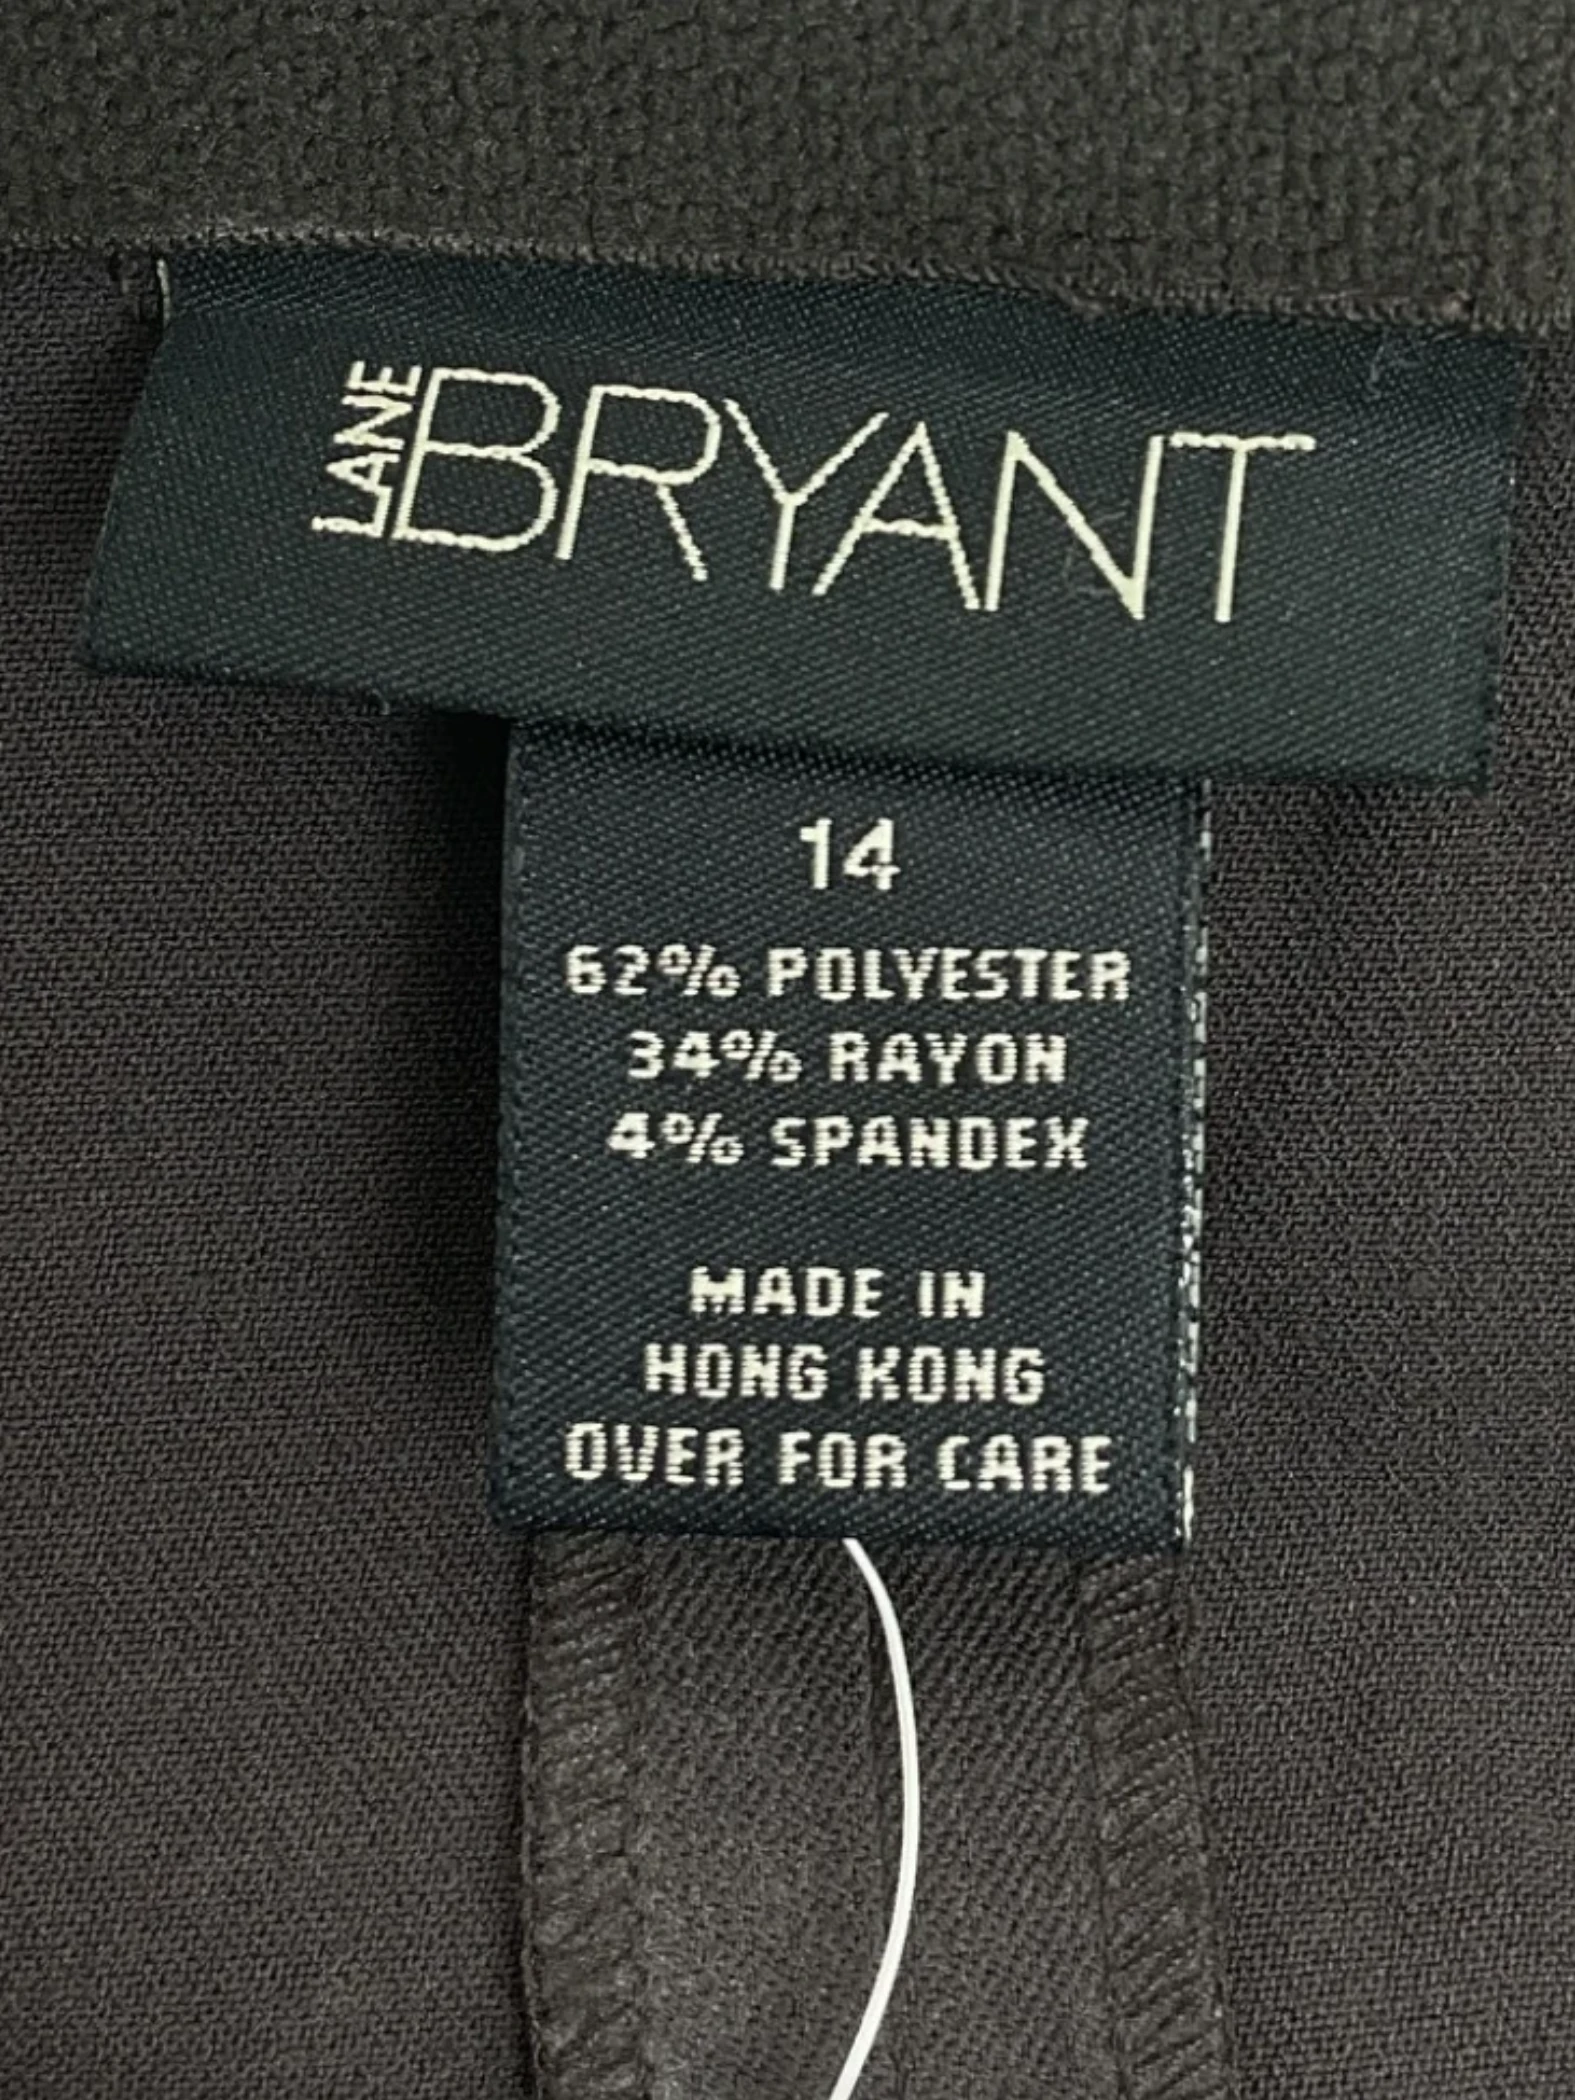 LANE BRYANT
14
62% POLYESTER
34% RAYON
4% SPANDEX
MADE IN
HONG KONG
OVER FOR CARE